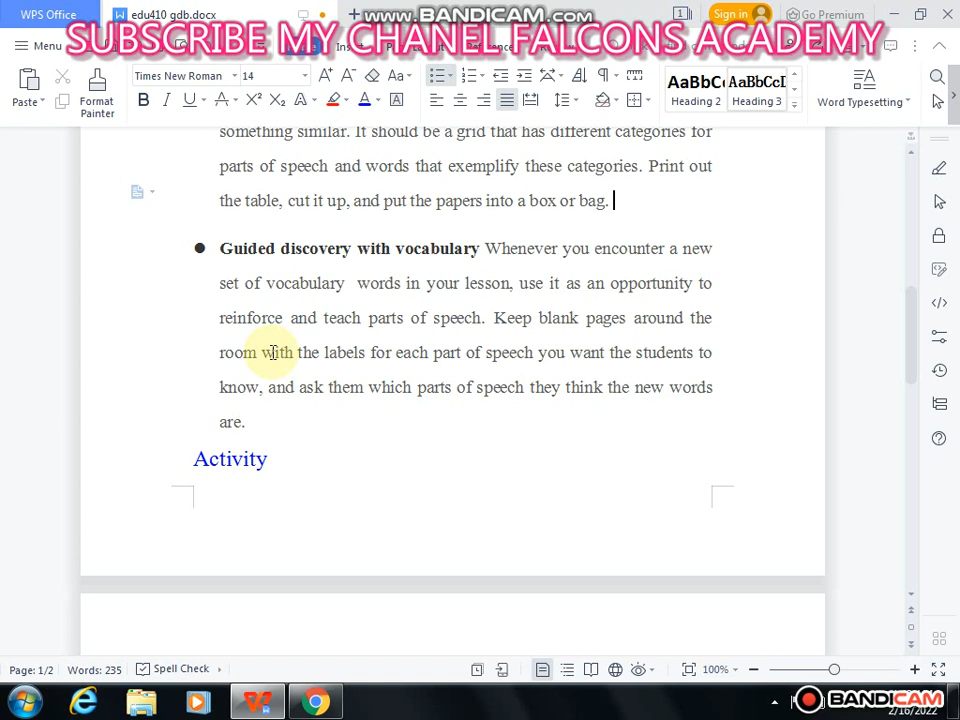 WPS Office
edu410 gdb.docx
www.BANDICAM.com
1
Sign in
Go Premium
SUBSCRIBE MY CHANEL FALCONS ACADEMY
Menu
Times New Roman
14
A+
A-
Aa
Paste
Format
Painter
B I U A X² X₂ A A A
AaBbC
AaBbCcD
Heading 2
Heading 3
Word Typesetting
something similar. It should be a grid that has different categories for
parts of speech and words that exemplify these categories. Print out
the table, cut it up, and put the papers into a box or bag.
Guided discovery with vocabulary Whenever you encounter a new
set of vocabulary words in your lesson, use it as an opportunity to
reinforce and teach parts of speech. Keep blank pages around the
room with the labels for each part of speech you want the students to
know, and ask them which parts of speech they think the new words
are.
Activity
Page: 1/2
Words: 235
Spell Check
100%
BANDICAM
2/16/2022